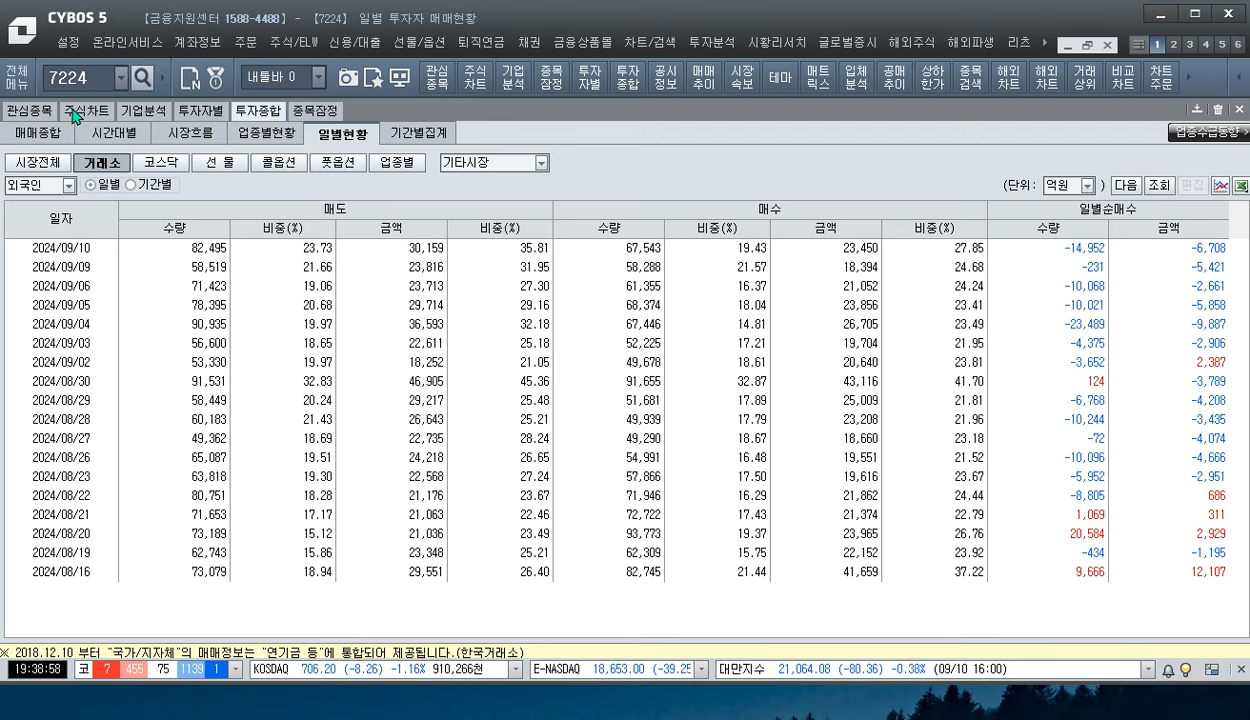 CYBOS 5 【금융지원센터 1588-4488】 - 【7224】 일별 투자자 매매현황
설정 온라인서비스 계좌정보 주문 주식/ELW 신용/대출 선물/옵션 퇴직연금 채권 금융상품몰 차트/검색 투자분석 시황리서치 글로벌증시 해외주식 해외파생 리츠 1 2 3 4 5 6
전체메뉴 7224 내툴바 0 관심종목 주식차트 기업분석 종목잠정 투자자별 투자종합 공시정보 매매추이 시장속보 테마 매트릭스 입체분석 공매추이 상하한가 종목검색 해외차트 해외차트 거래상위 비교차트 차트주문
관심종목 주식차트 기업분석 투자자별 투자종합 종목잠정
매매종합 시간대별 시장흐름 업종별현황 일별현황 기간별집계 업종수급동향
시장전체 거래소 코스닥 선 물 콜옵션 풋옵션 업종별 기타시장
외국인 일별 기간별 (단위: 억원 ) 다음 조회 편집
일자 매도 매수 일별순매수
수량 비중(%) 금액 비중(%) 수량 비중(%) 금액 비중(%) 수량 금액
2024/09/10 82,495 23.73 30,159 35.81 67,543 19.43 23,450 27.85 -14,952 -6,708
2024/09/09 58,519 21.66 23,816 31.95 58,288 21.57 18,394 24.68 -231 -5,421
2024/09/06 71,423 19.06 23,713 27.30 61,355 16.37 21,052 24.24 -10,068 -2,661
2024/09/05 78,395 20.68 29,714 29.16 68,374 18.04 23,856 23.41 -10,021 -5,858
2024/09/04 90,935 19.97 36,593 32.18 67,446 14.81 26,705 23.49 -23,489 -9,887
2024/09/03 56,600 18.65 22,611 25.18 52,225 17.21 19,704 21.95 -4,375 -2,906
2024/09/02 53,330 19.97 18,252 21.05 49,678 18.61 20,640 23.81 -3,652 2,387
2024/08/30 91,531 32.83 46,905 45.36 91,655 32.87 43,116 41.70 124 -3,789
2024/08/29 58,449 20.24 29,217 25.48 51,681 17.89 25,009 21.81 -6,768 -4,208
2024/08/28 60,183 21.43 26,643 25.21 49,939 17.79 23,208 21.96 -10,244 -3,435
2024/08/27 49,362 18.69 22,735 28.24 49,290 18.67 18,660 23.18 -72 -4,074
2024/08/26 65,087 19.51 24,218 26.65 54,991 16.48 19,551 21.52 -10,096 -4,666
2024/08/23 63,818 19.30 22,568 27.24 57,866 17.50 19,616 23.67 -5,952 -2,951
2024/08/22 80,751 18.28 21,176 23.67 71,946 16.29 21,862 24.44 -8,805 686
2024/08/21 71,653 17.17 21,063 22.46 72,722 17.43 21,374 22.79 1,069 311
2024/08/20 73,189 15.12 21,036 23.49 93,773 19.37 23,965 26.76 20,584 2,929
2024/08/19 62,743 15.86 23,348 25.21 62,309 15.75 22,152 23.92 -434 -1,195
2024/08/16 73,079 18.94 29,551 26.40 82,745 21.44 41,659 37.22 9,666 12,107
※ 2018.12.10 부터 "국가/지자체"의 매매정보는 "연기금 등"에 통합되어 제공됩니다.(한국거래소)
19:38:58 코 7 455 75 1139 1 KOSDAQ 706.20 (-8.26) -1.16% 910,266천 E-NASDAQ 18,653.00 (-39.25 대만지수 21,064.08 (-80.36) -0.38% (09/10 16:00)